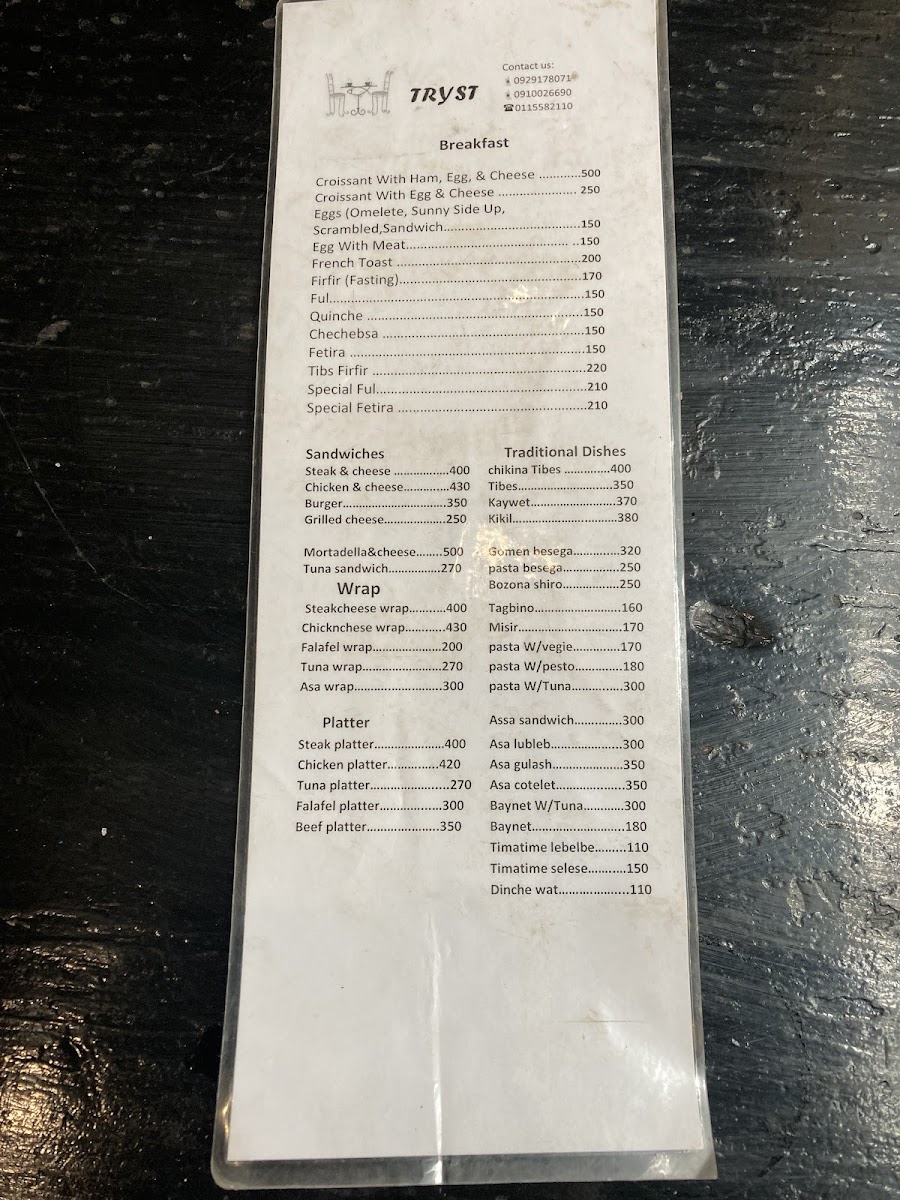 TRYST
Contact us:
0929178071
0910026690
☎0115582110
Breakfast
Croissant With Ham, Egg, & Cheese ............500
Croissant With Egg & Cheese .................... 250
Eggs (Omelete, Sunny Side Up,
Scrambled,Sandwich...................................150
Egg With Meat......................................... ..150
French Toast ...............................................200
Firfir (Fasting)..............................................170
Ful.................................................................150
Quinche .......................................................150
Chechebsa ...................................................150
Fetira ............................................................150
Tibs Firfir .......................................................220
Special Ful......................................................210
Special Fetira ................................................210
Sandwiches
Steak & cheese .................400
Chicken & cheese..............430
Burger................................350
Grilled cheese...................250
Mortadella&cheese........500
Tuna sandwich................270
Wrap
Steakcheese wrap...........400
Chicknchese wrap............430
Falafel wrap.....................200
Tuna wrap........................270
Asa wrap...........................300
Platter
Steak platter.....................400
Chicken platter...............420
Tuna platter........................270
Falafel platter...................300
Beef platter......................350
Traditional Dishes
chikina Tibes ..............400
Tibes.............................350
Kaywet..........................370
Kikil................................380
Gomen besega..............320
pasta besega.................250
Bozona shiro.................250
Tagbino..........................160
Misir................................170
pasta W/vegie..............170
pasta W/pesto...............180
pasta W/Tuna...............300
Assa sandwich..............300
Asa lubleb......................300
Asa gulash.....................350
Asa cotelet.....................350
Baynet W/Tuna............300
Baynet............................180
Timatime lebelbe.........110
Timatime selese...........150
Dinche wat.....................110